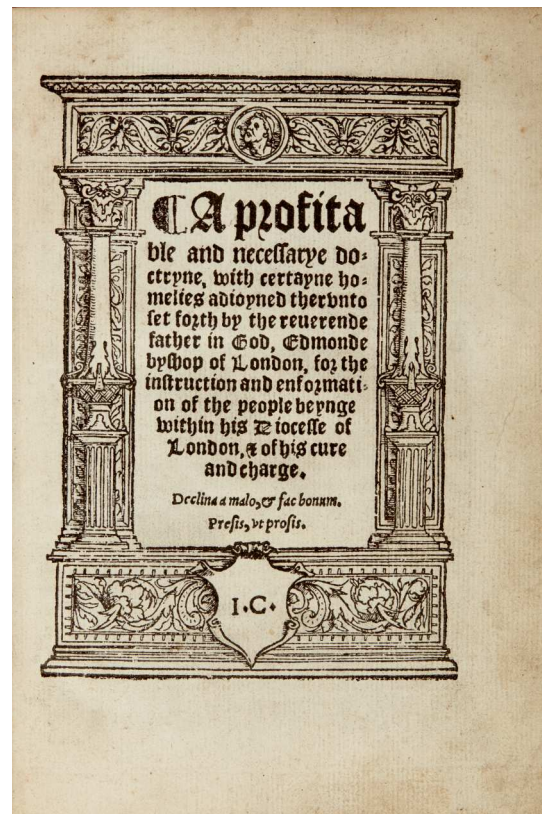 ¶ A profita
ble and necessarye do-
ctryne, with certayne ho-
melies adioyned thervnto
set forth by the reuerende
father in God, Edmonde
byshop of London, for the
instruction and enformati-
on of the people beynge
within his Diocesse of
London, & of his cure
and charge.
Declina a malo, & fac bonum.
Presis, vt prosis.
I.C.